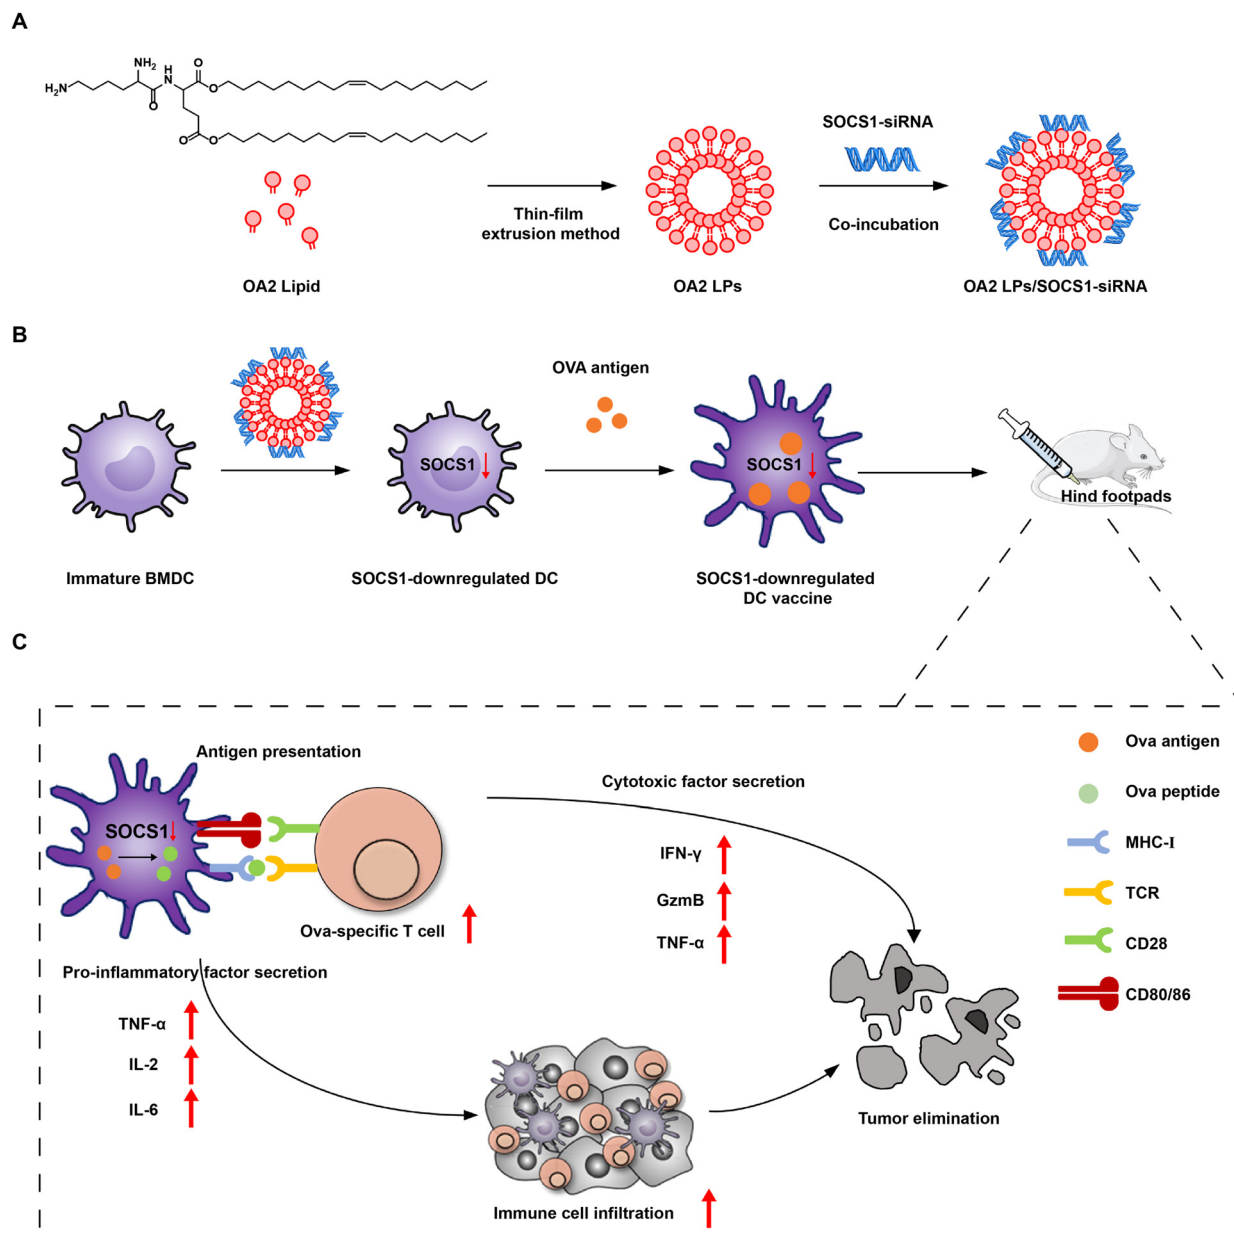 A
NH2
H2N
H
N
O
O
O
O
O
O
SOCS1-siRNA
Thin-film
extrusion method
Co-incubation
OA2 Lipid
OA2 LPs
OA2 LPs/SOCS1-siRNA
B
OVA antigen
SOCS1
SOCS1
Hind footpads
Immature BMDC
SOCS1-downregulated DC
SOCS1-downregulated
DC vaccine
C
Antigen presentation
SOCS1
Ova-specific T cell
Cytotoxic factor secretion
IFN-γ
GzmB
TNF-α
Pro-inflammatory factor secretion
TNF-α
IL-2
IL-6
Immune cell infiltration
Tumor elimination
Ova antigen
Ova peptide
MHC-I
TCR
CD28
CD80/86